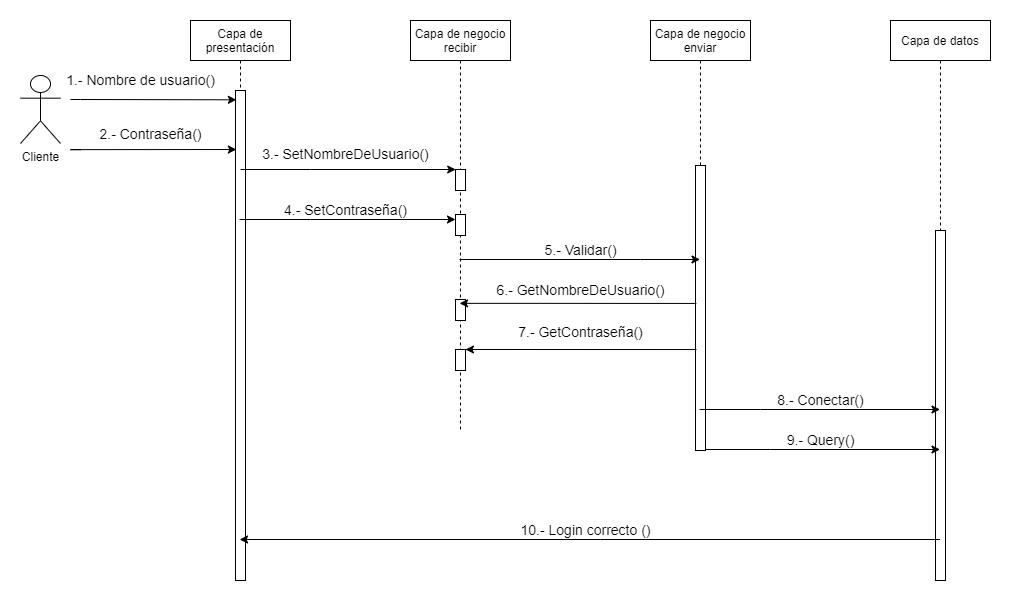 Capa de
presentación
Capa de negocio
recibir
Capa de negocio
enviar
Capa de datos
1.- Nombre de usuario()
2.- Contraseña()
Cliente
3.- SetNombreDeUsuario()
4.- SetContraseña()
5.- Validar()
6.- GetNombreDeUsuario()
7.- GetContraseña()
8.- Conectar()
9.- Query()
10.- Login correcto ()